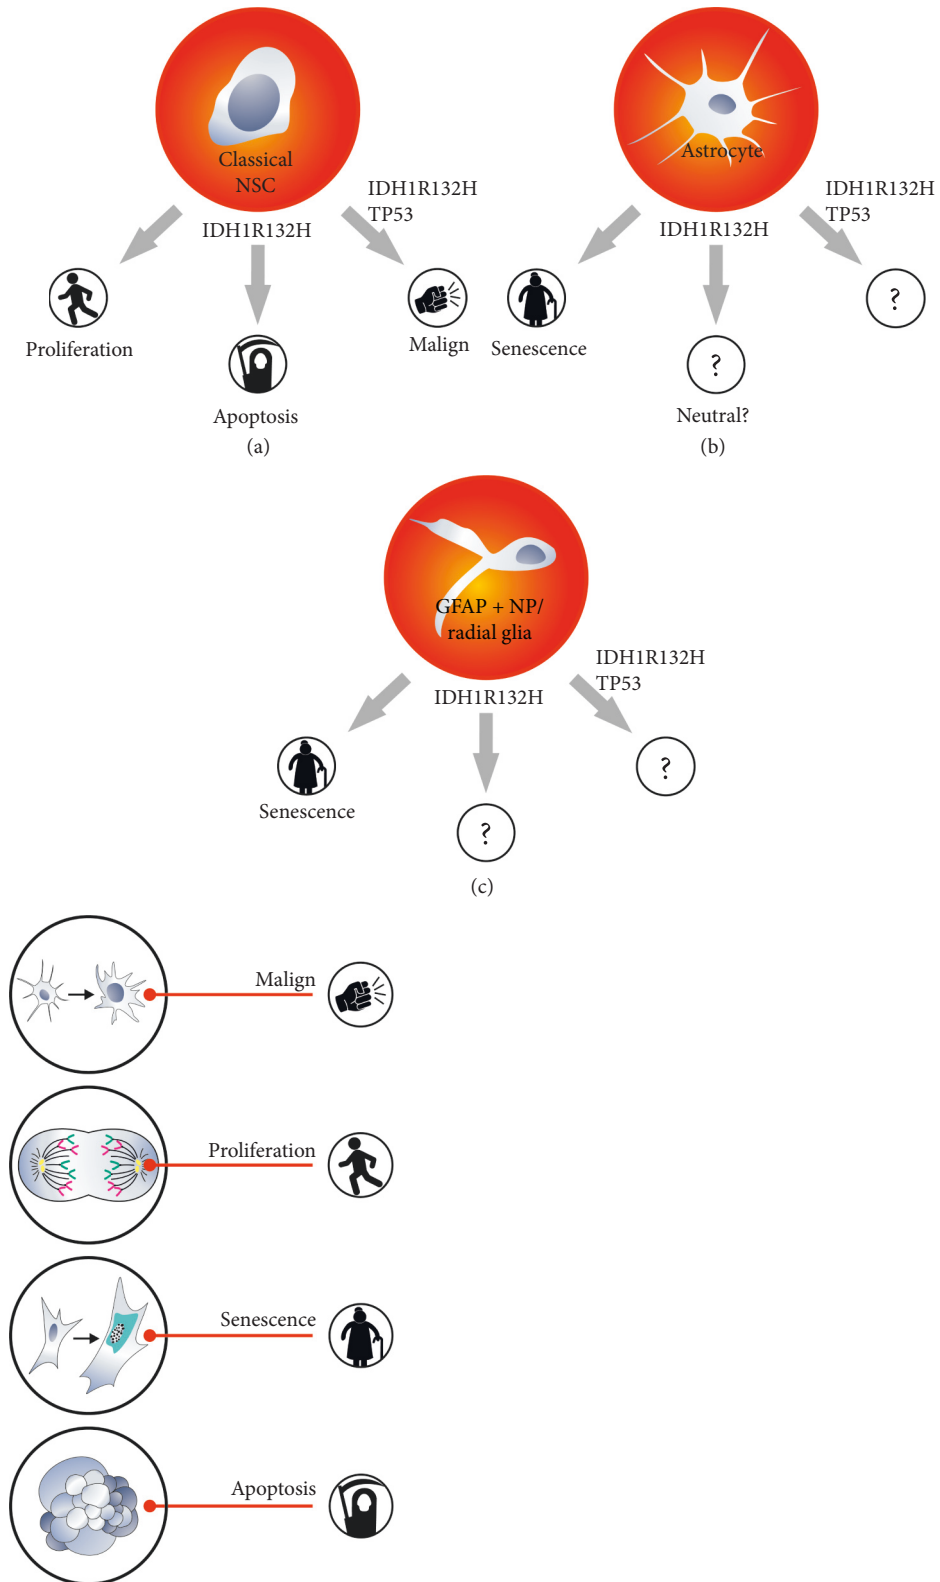 Classical
NSC
IDH1R132H
IDH1R132H
TP53
Proliferation
Apoptosis
Malign
(a)
Astrocyte
IDH1R132H
IDH1R132H
TP53
Senescence
?
Neutral?
?
(b)
GFAP + NP/
radial glia
IDH1R132H
IDH1R132H
TP53
Senescence
?
?
(c)
Malign
Proliferation
Senescence
Apoptosis